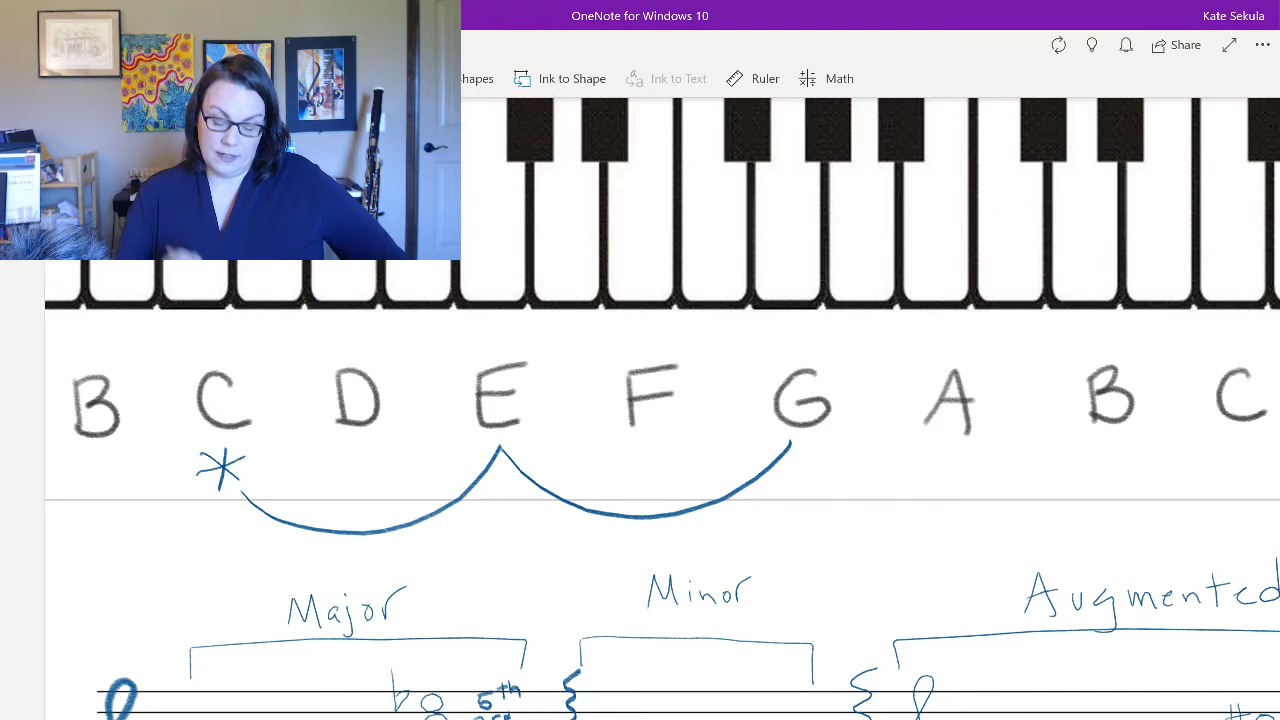 OneNote for Windows 10
Kate Sekula
Share
hapes
Ink to Shape
Ink to Text
Ruler
Math
B C D E F G A B C
*
Major
Minor
Augmented
5th